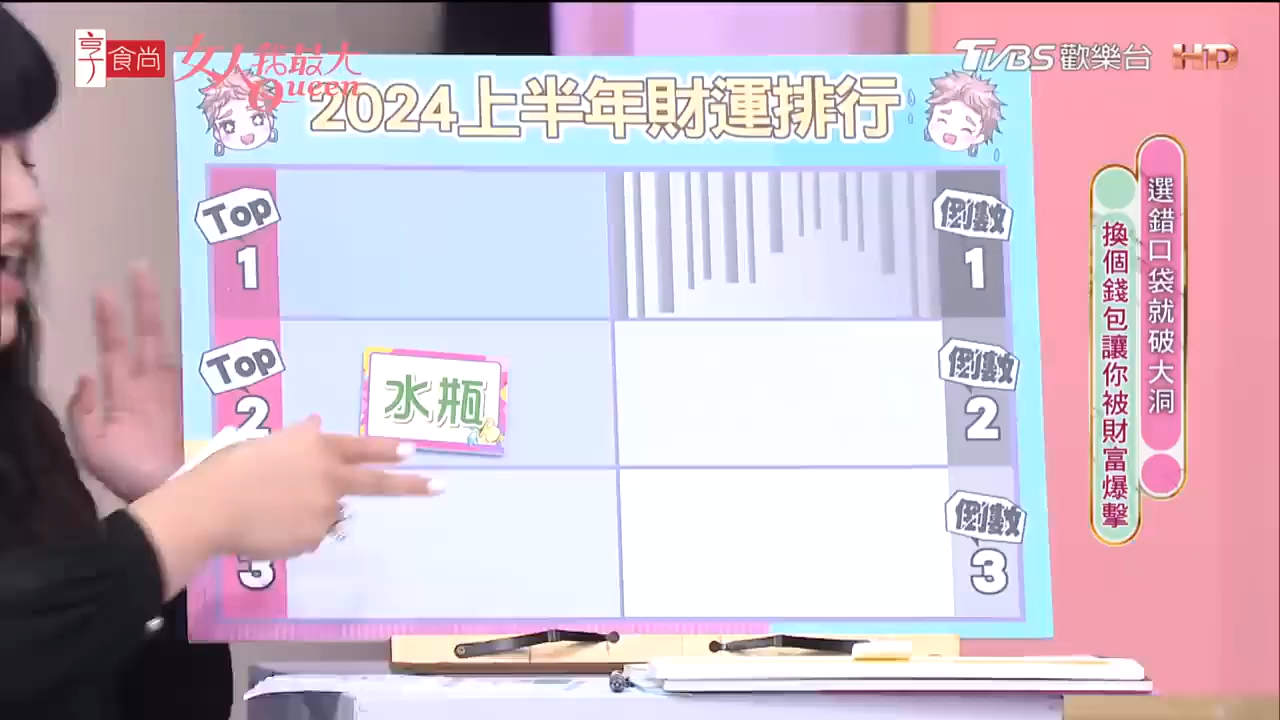 享食尚
女人我最大
Queen
TVBS歡樂台 HD
2024上半年財運排行
Top
1
倒數
1
Top
2
水瓶
倒數
2
3
倒數
3
選錯口袋就破大洞
換個錢包讓你被財富爆擊